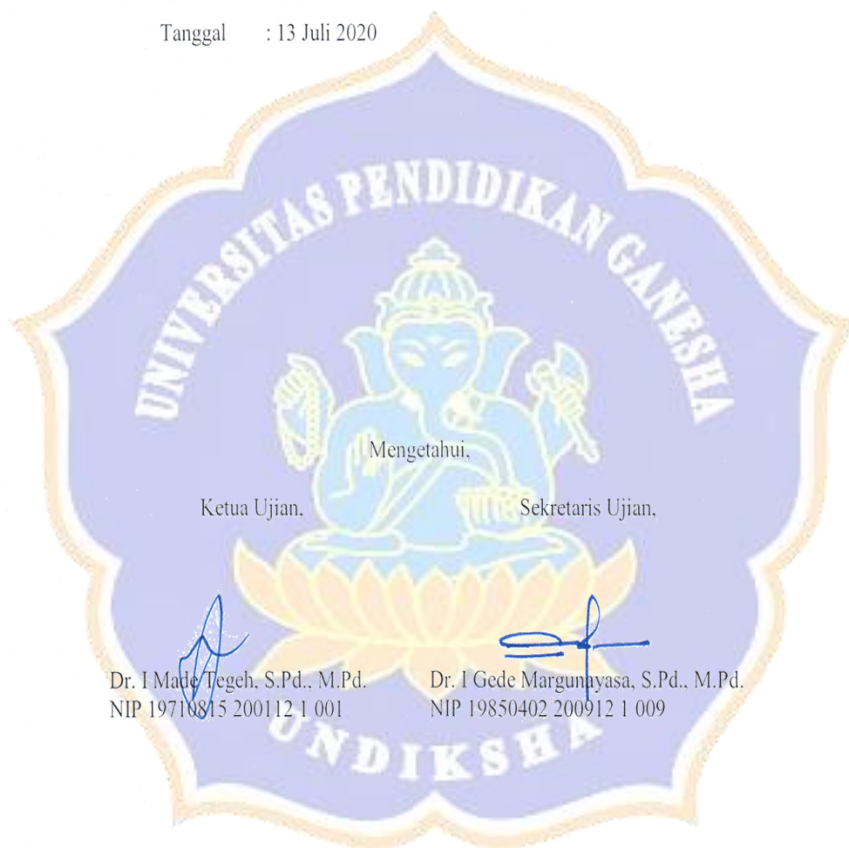 Tanggal : 13 Juli 2020
UNIVERSITAS PENDIDIKAN GANESHA
Mengetahui,
Ketua Ujian, Sekretaris Ujian,
Dr. I Made Tegeh, S.Pd., M.Pd. Dr. I Gede Margunayasa, S.Pd., M.Pd.
NIP 19710815 200112 1 001 NIP 19850402 200912 1 009
UNDIKSHA